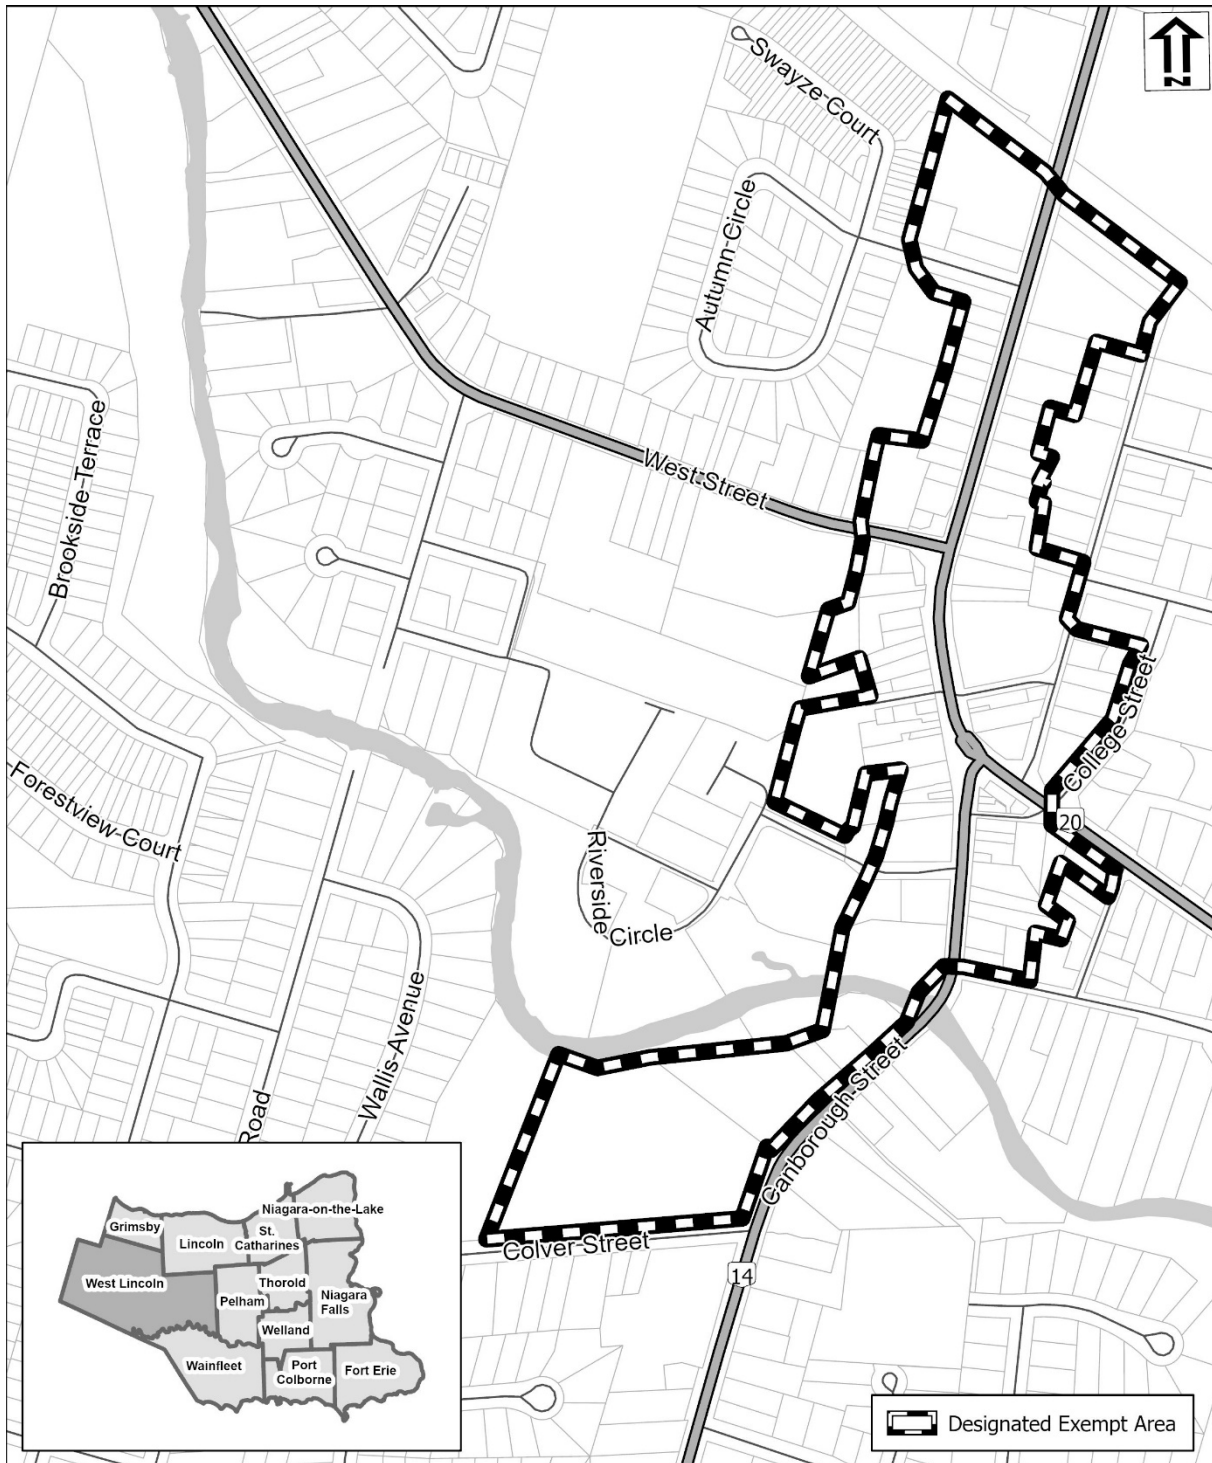 N
Swayze Court
Autumn Circle
West Street
Brookside Terrace
College Street
20
Forestview Court
Riverside
Circle
Wallis Avenue
Canborough Street
Road
Colver Street
14
Niagara-on-the-Lake
Grimsby
St.
Catharines
Lincoln
West Lincoln
Thorold
Pelham
Niagara
Falls
Welland
Wainfleet
Port
Colborne
Fort Erie
Designated Exempt Area